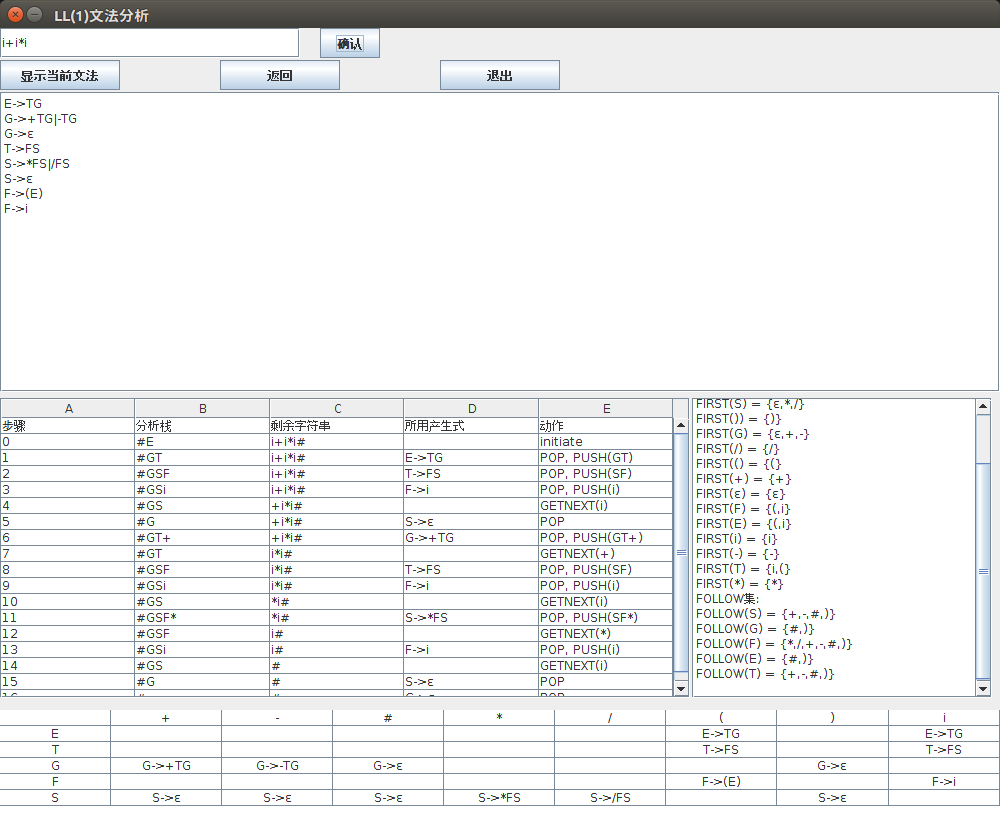 LL(1)文法分析
i+i*i 确认
显示当前文法 返回 退出
E->TG
G->+TG|-TG
G->ε
T->FS
S->*FS|/FS
S->ε
F->(E)
F->i
A B C D E
步骤 分析栈 剩余字符串 所用产生式 动作
0 #E i+i*i# initiate
1 #GT i+i*i# E->TG POP, PUSH(GT)
2 #GSF i+i*i# T->FS POP, PUSH(SF)
3 #GSi i+i*i# F->i POP, PUSH(i)
4 #GS +i*i# GETNEXT(i)
5 #G +i*i# S->ε POP
6 #GT+ +i*i# G->+TG POP, PUSH(GT+)
7 #GT i*i# GETNEXT(+)
8 #GSF i*i# T->FS POP, PUSH(SF)
9 #GSi i*i# F->i POP, PUSH(i)
10 #GS *i# GETNEXT(i)
11 #GSF* *i# S->*FS POP, PUSH(SF*)
12 #GSF i# GETNEXT(*)
13 #GSi i# F->i POP, PUSH(i)
14 #GS # GETNEXT(i)
15 #G # S->ε POP
FIRST(S) = {ε,*,/}
FIRST()) = {)}
FIRST(G) = {ε,+,-}
FIRST(/) = {/}
FIRST(() = {(}
FIRST(+) = {+}
FIRST(ε) = {ε}
FIRST(F) = {(,i}
FIRST(E) = {(,i}
FIRST(i) = {i}
FIRST(-) = {-}
FIRST(T) = {i,(}
FIRST(*) = {*}
FOLLOW集:
FOLLOW(S) = {+,-,#,)}
FOLLOW(G) = {#,)}
FOLLOW(F) = {*,/,+,-,#,)}
FOLLOW(E) = {#,)}
FOLLOW(T) = {+,-,#,)}
+ - # * / ( ) i
E E->TG E->TG
T T->FS T->FS
G G->+TG G->-TG G->ε G->ε
F F->(E) F->i
S S->ε S->ε S->ε S->*FS S->/FS S->ε